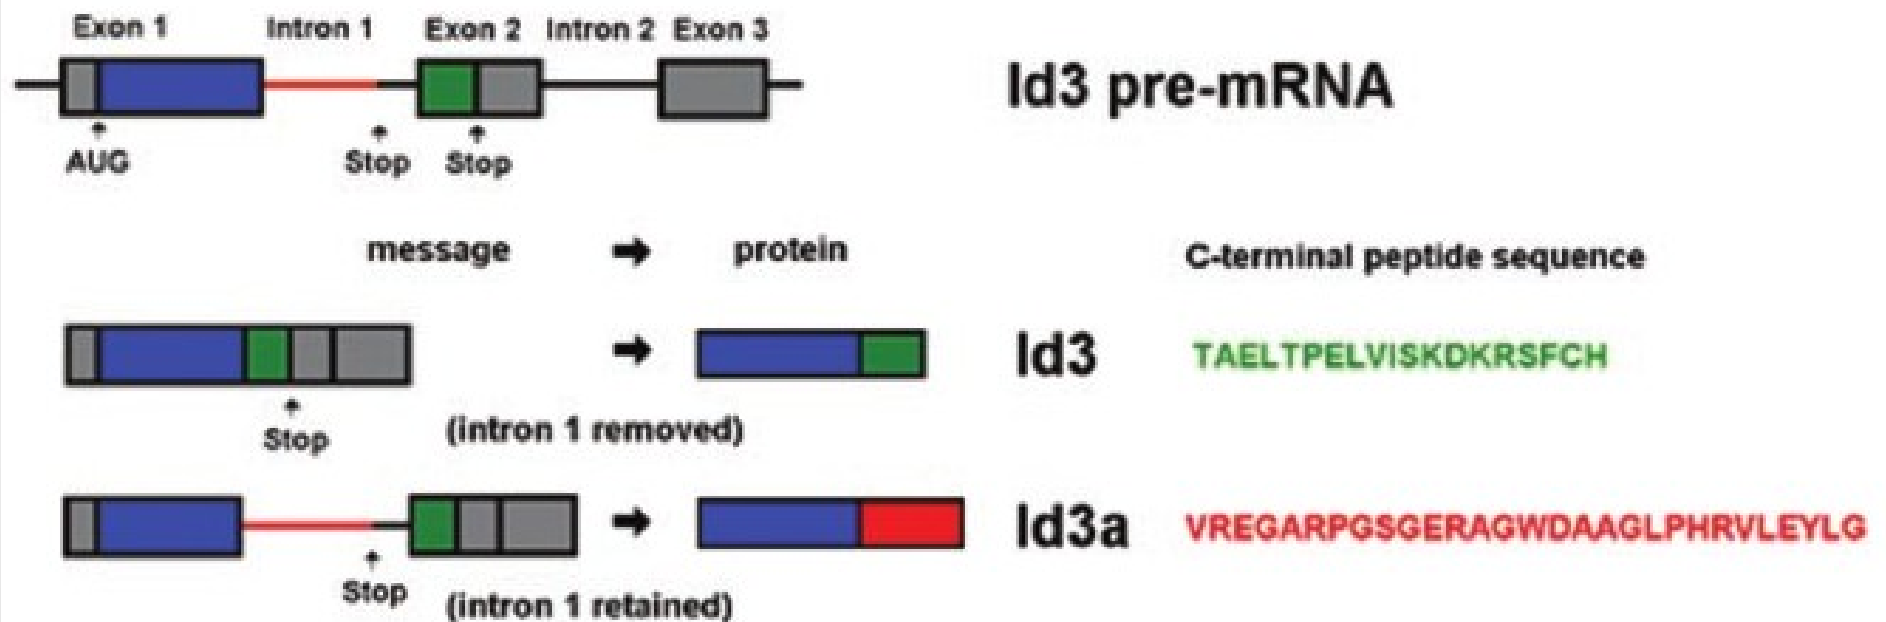 Exon 1 Intron 1 Exon 2 Intron 2 Exon 3
Id3 pre-mRNA
AUG Stop Stop
message → protein C-terminal peptide sequence
→ Id3 TAELTPELVISKDKRSFCH
Stop (intron 1 removed)
→ Id3a VREGARPGSGERAGWDAAGLPHRVLEYLG
Stop (intron 1 retained)